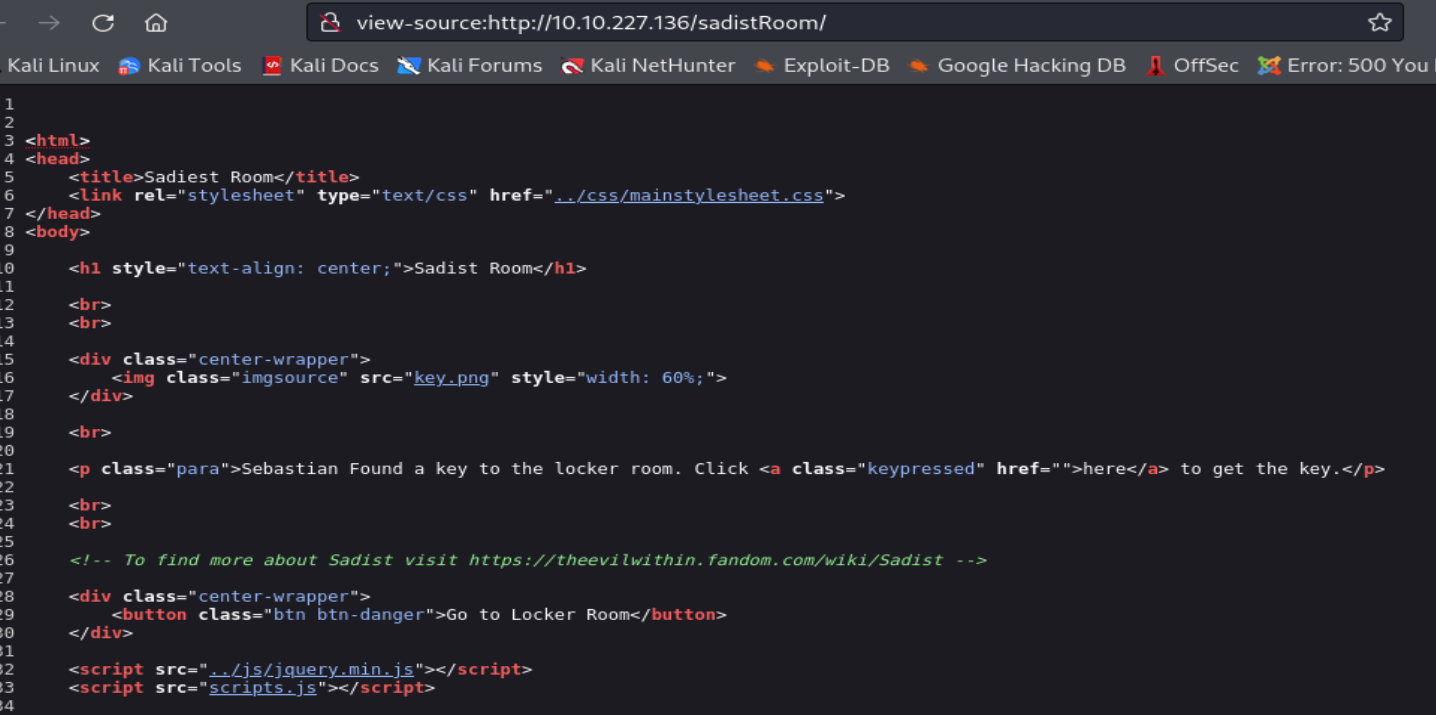 view-source:http://10.10.227.136/sadistRoom/
Kali Linux Kali Tools Kali Docs Kali Forums Kali NetHunter Exploit-DB Google Hacking DB OffSec Error: 500 You
1
2
3 <html>
4 <head>
5 <title>Sadiest Room</title>
6 <link rel="stylesheet" type="text/css" href="../css/mainstylesheet.css">
7 </head>
8 <body>
9
10 <h1 style="text-align: center;">Sadist Room</h1>
11
12 <br>
13 <br>
14
15 <div class="center-wrapper">
16 <img class="imgsource" src="key.png" style="width: 60%;">
17 </div>
18
19 <br>
20
21 <p class="para">Sebastian Found a key to the locker room. Click <a class="keypressed" href="">here</a> to get the key.</p>
22
23 <br>
24 <br>
25
26 <!-- To find more about Sadist visit https://theevilwithin.fandom.com/wiki/Sadist -->
27
28 <div class="center-wrapper">
29 <button class="btn btn-danger">Go to Locker Room</button>
30 </div>
31
32 <script src="../js/jquery.min.js"></script>
33 <script src="scripts.js"></script>
34